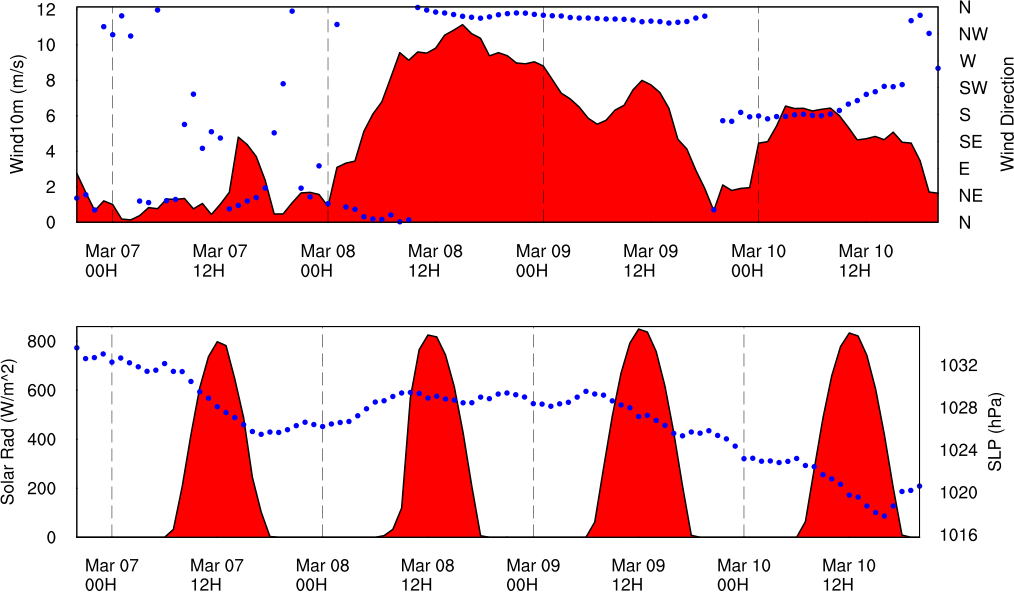 12
10
8
6
4
2
0
Wind10m (m/s)
N
NW
W
SW
S
SE
E
NE
N
Wind Direction
Mar 07 Mar 07 Mar 08 Mar 08 Mar 09 Mar 09 Mar 10 Mar 10
00H 12H 00H 12H 00H 12H 00H 12H
800
600
400
200
0
Solar Rad (W/m^2)
1032
1028
1024
1020
1016
SLP (hPa)
Mar 07 Mar 07 Mar 08 Mar 08 Mar 09 Mar 09 Mar 10 Mar 10
00H 12H 00H 12H 00H 12H 00H 12H